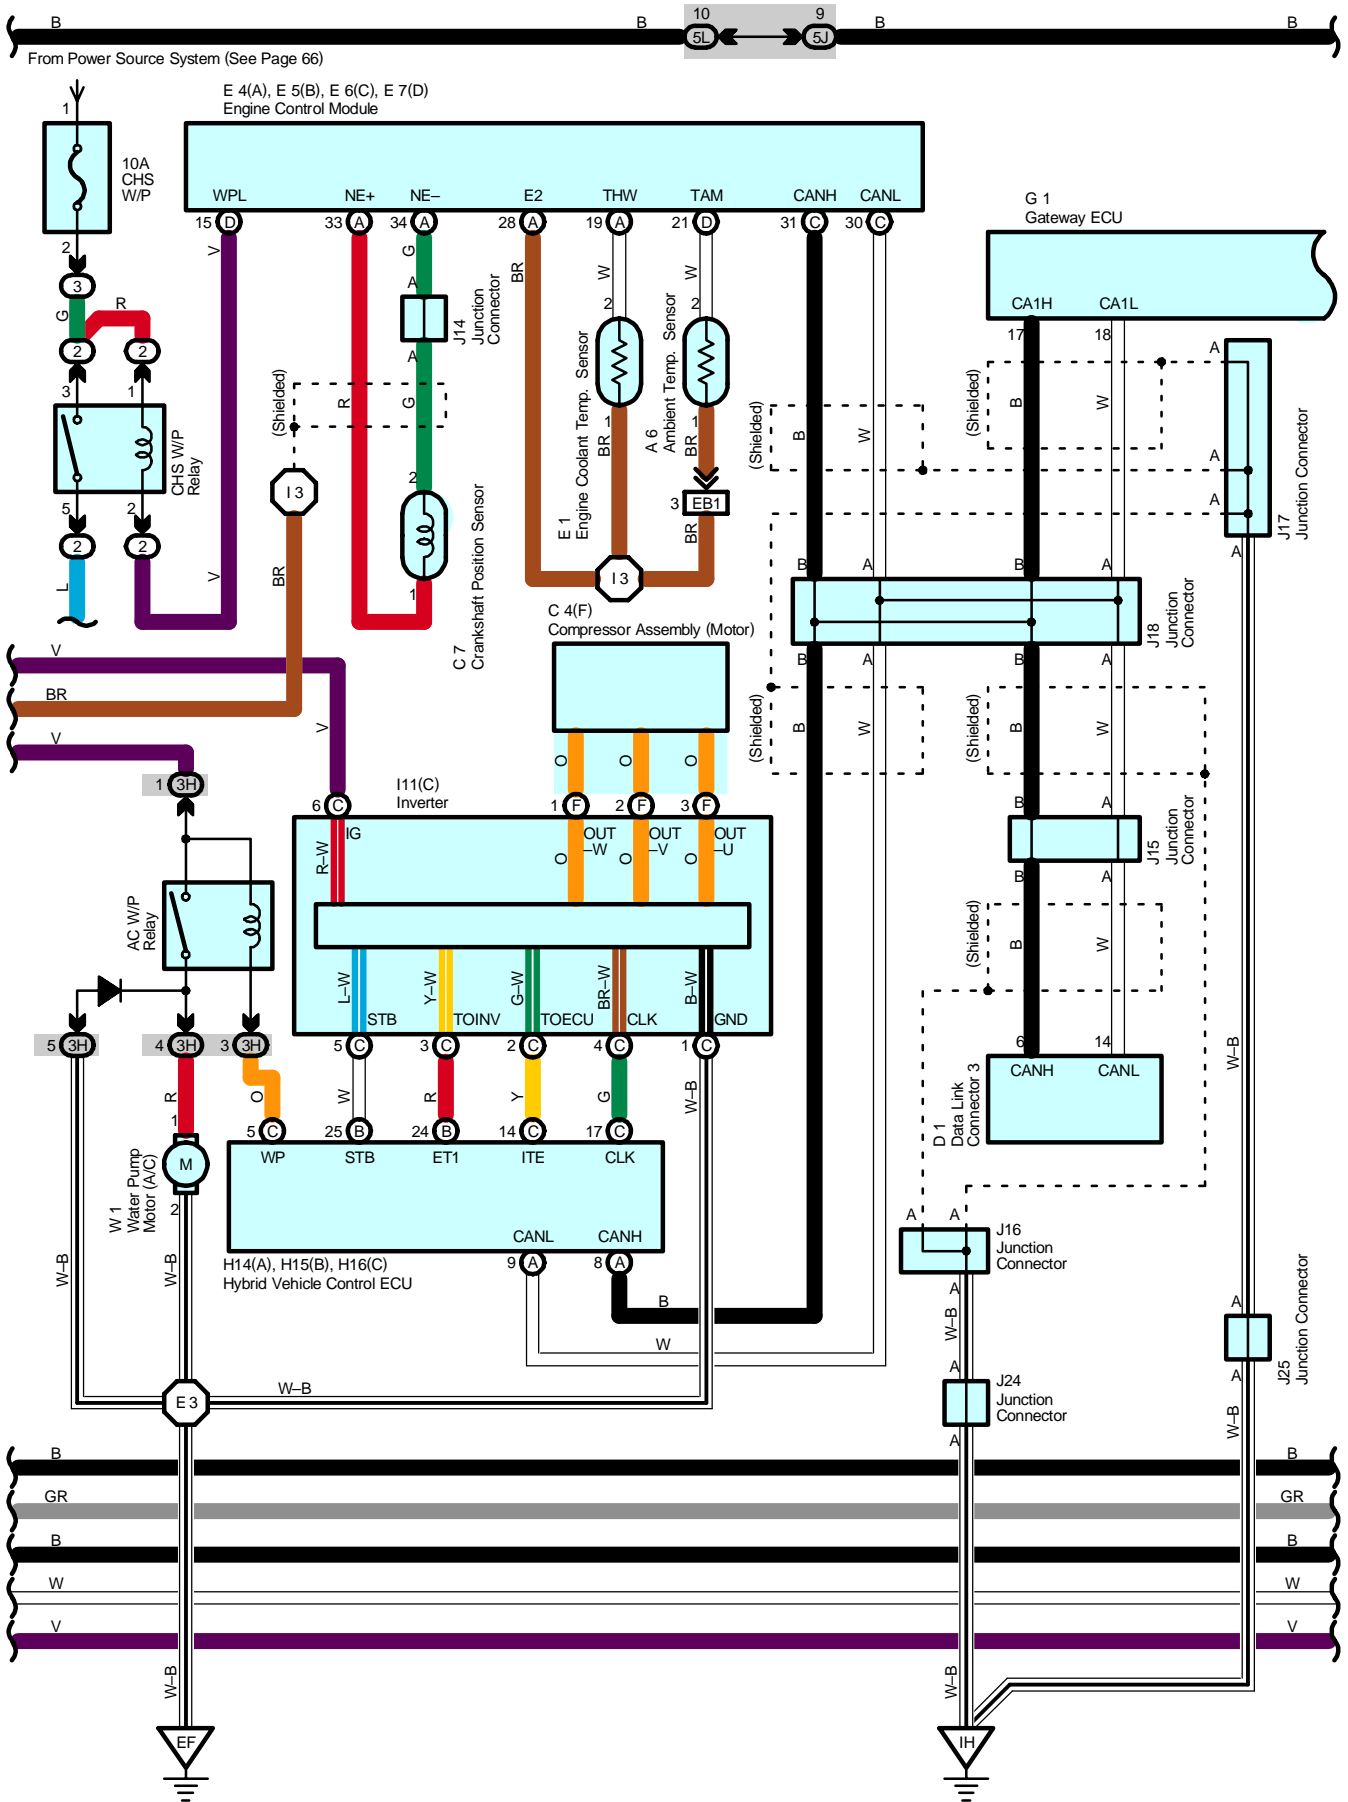 B
B
10
9
B
B
5L
5J
From Power Source System (See Page 66)
E 4(A), E 5(B), E 6(C), E 7(D)
Engine Control Module
1
10A
CHS
W/P
2
3
G
R
2
2
3
1
CHS W/P
Relay
5
2
2
2
L
V
WPL
NE+
NE–
E2
THW
TAM
CANH
CANL
15
D
33
A
34
A
28
A
19
A
21
D
31
C
30
C
V
G
BR
W
W
A
J14
Junction
Connector
A
(Shielded)
R
G
I 3
BR
2
C 7
Crankshaft Position Sensor
1
2
E 1
Engine Coolant Temp. Sensor
1
BR
2
A 6
Ambient Temp. Sensor
1
BR
3
EB1
BR
I 3
G 1
Gateway ECU
CA1H
CA1L
17
18
(Shielded)
B
W
(Shielded)
B
W
A
A
A
A
J17
Junction Connector
B
A
B
A
J18
Junction
Connector
B
A
B
A
(Shielded)
B
W
(Shielded)
B
W
B
A
J15
Junction
Connector
B
A
(Shielded)
B
W
6
14
CANH
CANL
D 1
Data Link
Connector 3
W–B
V
BR
V
V
1
3H
AC W/P
Relay
5
3H
4
3H
3
3H
R
O
1
M
W 1
Water Pump
Motor (A/C)
2
W–B
W–B
C 4(F)
Compressor Assembly (Motor)
O
O
O
I11(C)
Inverter
6
C
1
F
2
F
3
F
IG
OUT
–W
OUT
–V
OUT
–U
R–W
O
O
O
L–W
Y–W
G–W
BR–W
B–W
STB
TOINV
TOECU
CLK
GND
5
C
3
C
2
C
4
C
1
C
W
R
Y
G
W–B
5
C
25
B
24
B
14
C
17
C
WP
STB
ET1
ITE
CLK
CANL
CANH
9
A
8
A
H14(A), H15(B), H16(C)
Hybrid Vehicle Control ECU
B
W
W–B
E 3
A
A
J16
Junction
Connector
A
W–B
A
J24
Junction
Connector
A
A
J25
Junction Connector
A
W–B
B
B
GR
GR
B
B
W
W
V
V
W–B
W–B
EF
IH